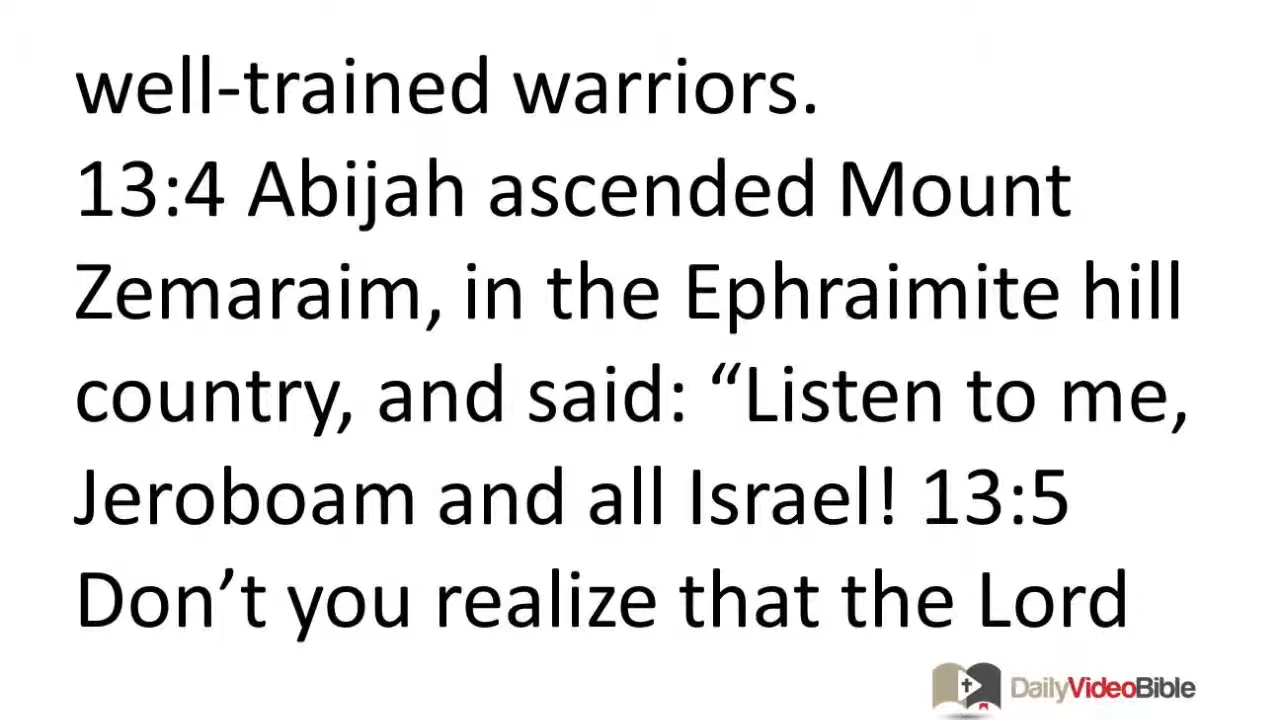 well-trained warriors.
13:4 Abijah ascended Mount
Zemaraim, in the Ephraimite hill
country, and said: “Listen to me,
Jeroboam and all Israel! 13:5
Don’t you realize that the Lord
DailyVideoBible